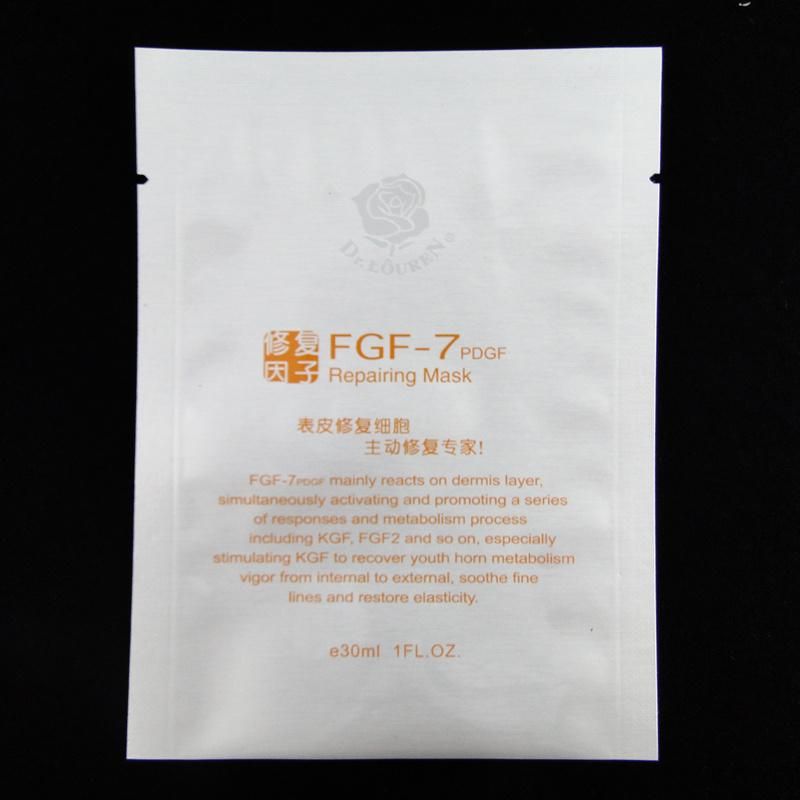 Dr. LÔUREN®
修复
因子
FGF-7 PDGF
Repairing Mask
表皮修复细胞
主动修复专家!
FGF-7PDGF mainly reacts on dermis layer,
simultaneously activating and promoting a series
of responses and metabolism process
including KGF, FGF2 and so on, especially
stimulating KGF to recover youth horn metabolism
vigor from internal to external, soothe fine
lines and restore elasticity.
e30ml 1FL.OZ.